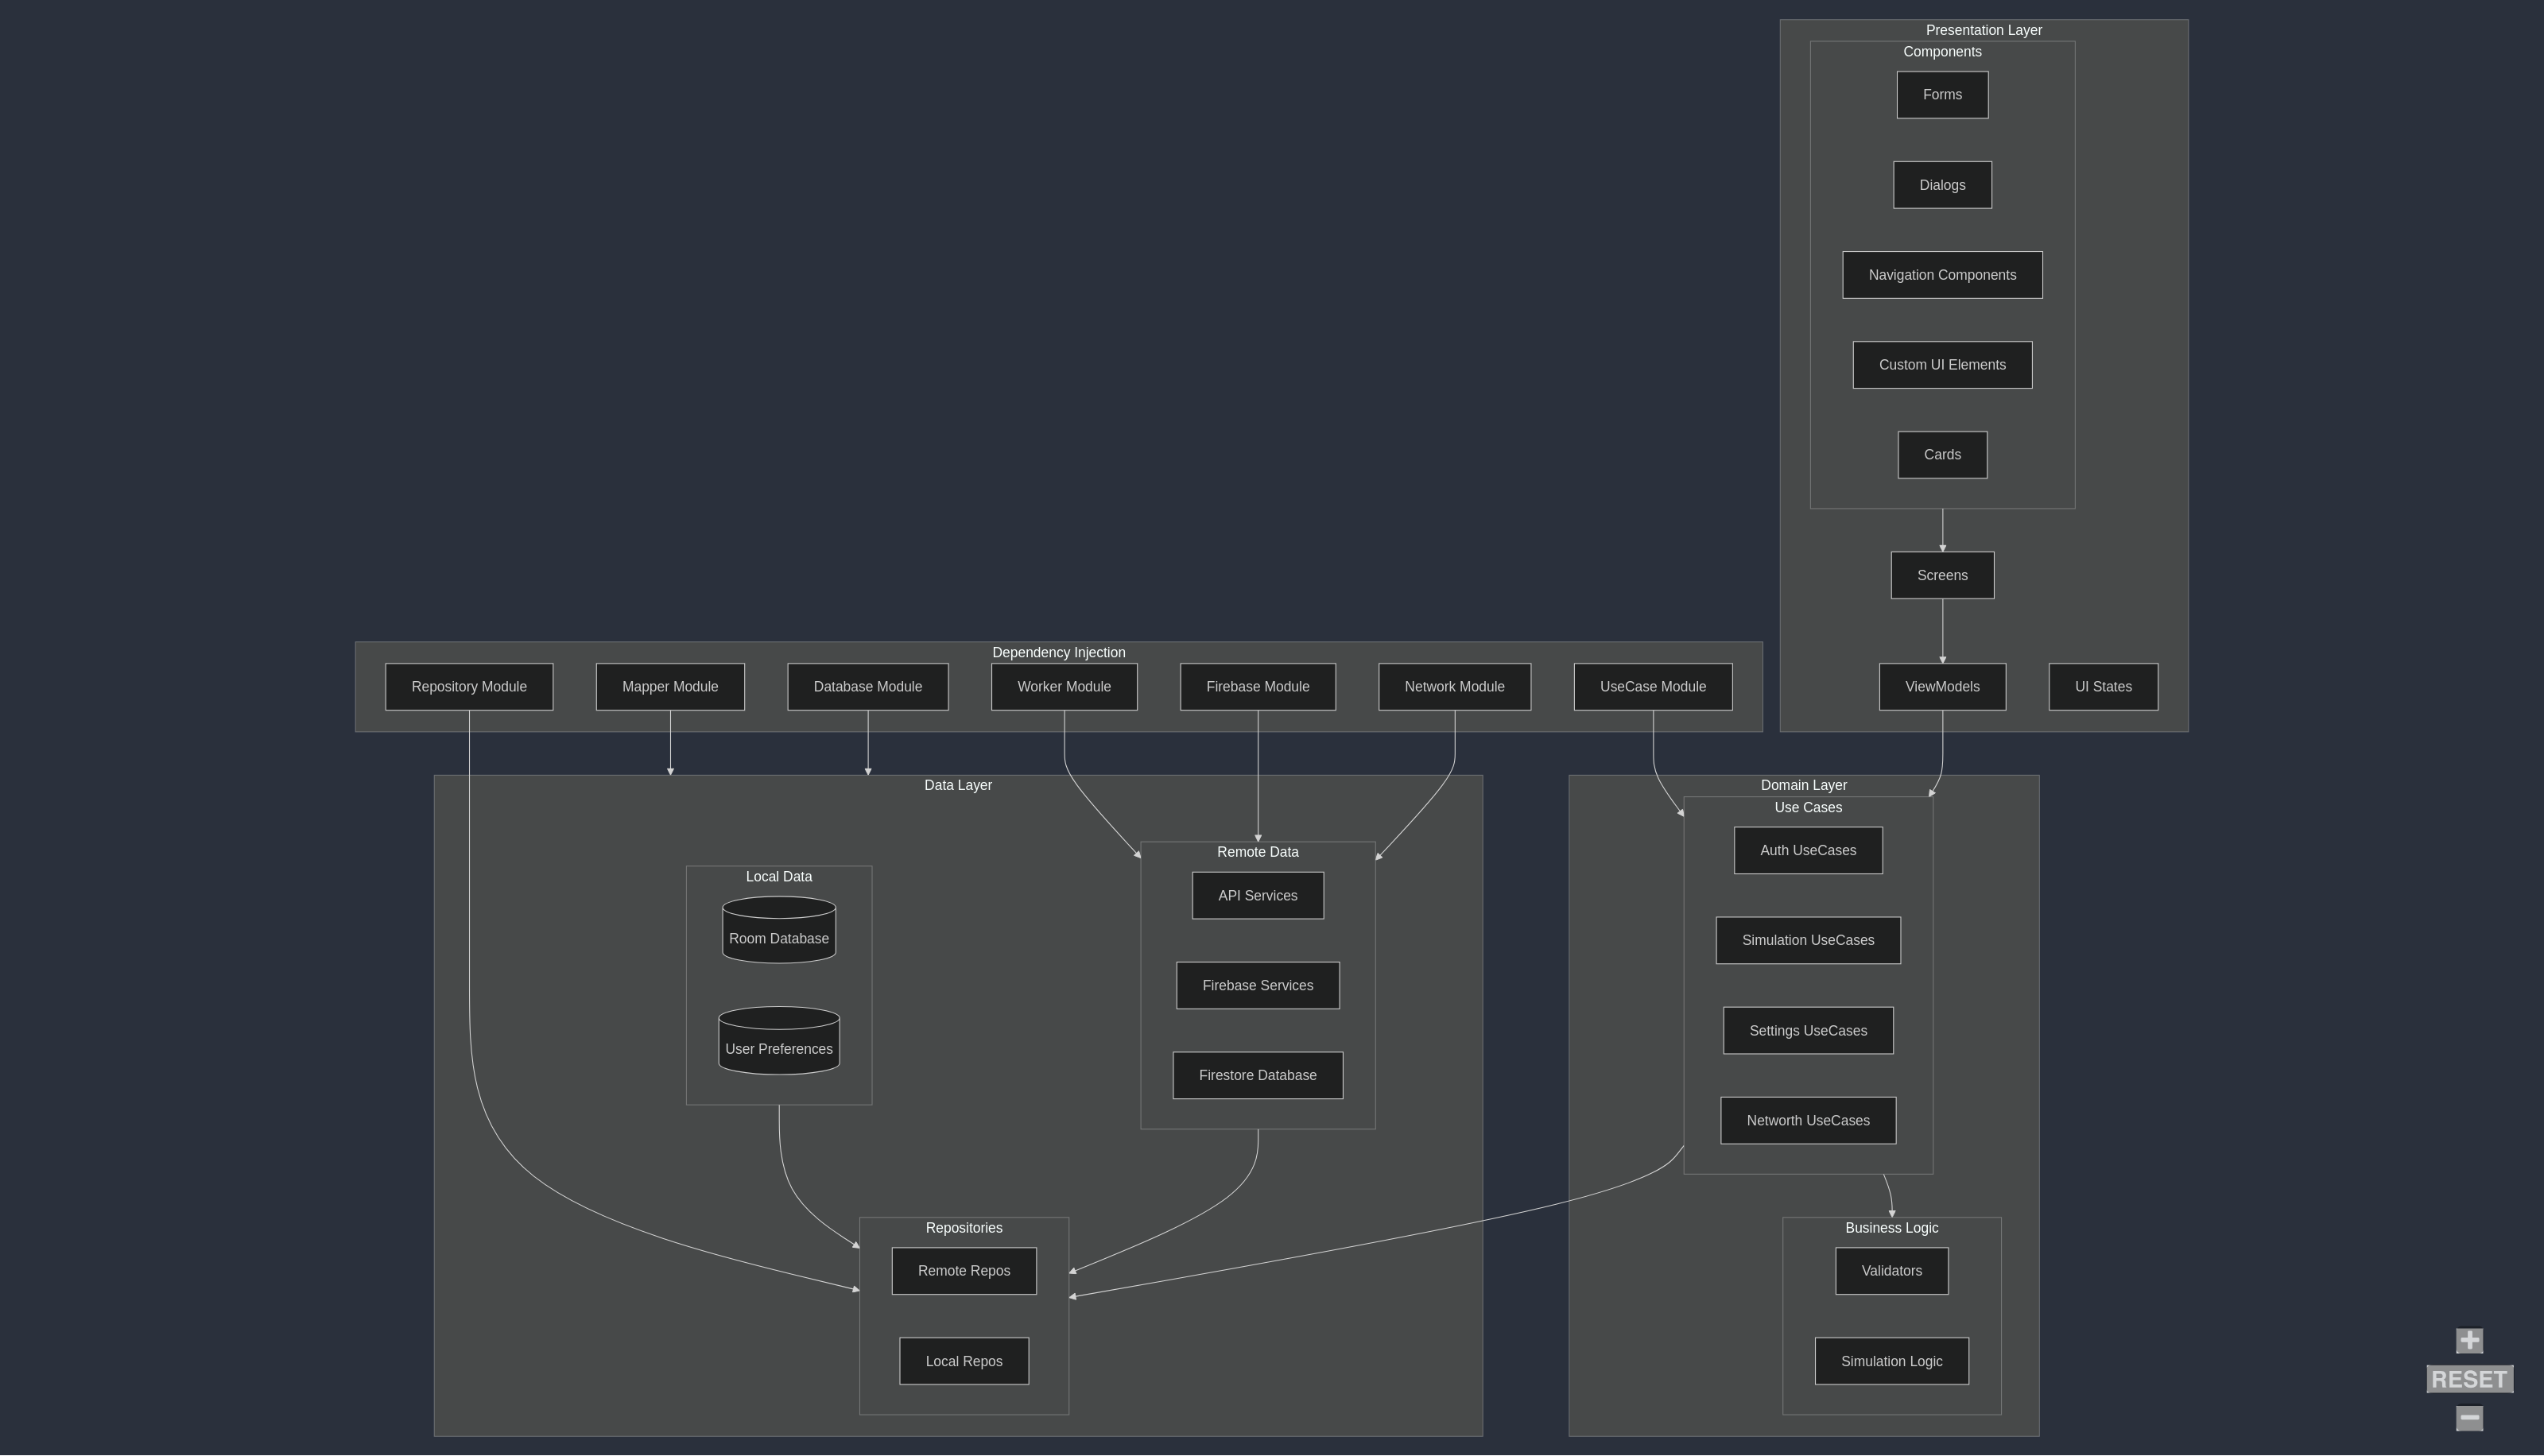 Presentation Layer
Components
Forms
Dialogs
Navigation Components
Custom UI Elements
Cards
Screens
ViewModels
UI States
Dependency Injection
Repository Module
Mapper Module
Database Module
Worker Module
Firebase Module
Network Module
UseCase Module
Data Layer
Local Data
Room Database
User Preferences
Remote Data
API Services
Firebase Services
Firestore Database
Repositories
Remote Repos
Local Repos
Domain Layer
Use Cases
Auth UseCases
Simulation UseCases
Settings UseCases
Networth UseCases
Business Logic
Validators
Simulation Logic
+
RESET
−